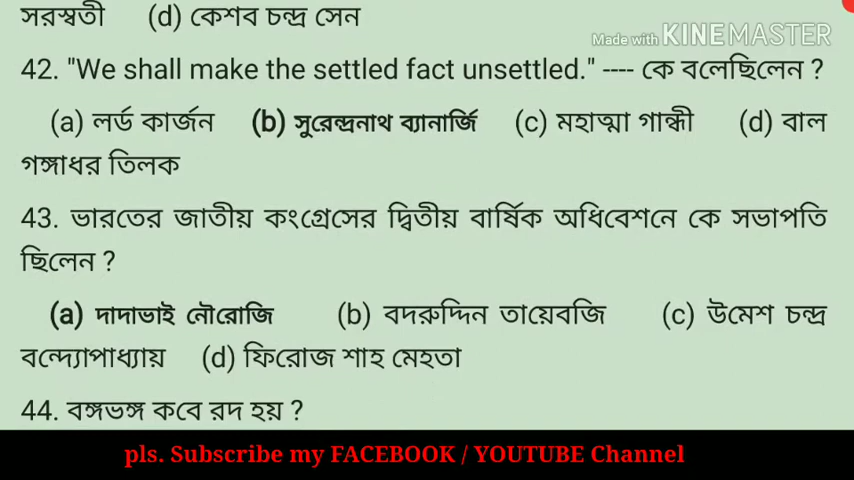 সরস্বতী (d) কেশব চন্দ্র সেন
Made with KINEMASTER
42. "We shall make the settled fact unsettled." ---- কে বলেছিলেন ?
(a) লর্ড কার্জন (b) সুরেন্দ্রনাথ ব্যানার্জি (c) মহাত্মা গান্ধী (d) বাল
গঙ্গাধর তিলক
43. ভারতের জাতীয় কংগ্রেসের দ্বিতীয় বার্ষিক অধিবেশনে কে সভাপতি
ছিলেন ?
(a) দাদাভাই নৌরোজি (b) বদরুদ্দিন তায়েবজি (c) উমেশ চন্দ্র
বন্দ্যোপাধ্যায় (d) ফিরোজ শাহ মেহতা
44. বঙ্গভঙ্গ কবে রদ হয় ?
pls. Subscribe my FACEBOOK / YOUTUBE Channel